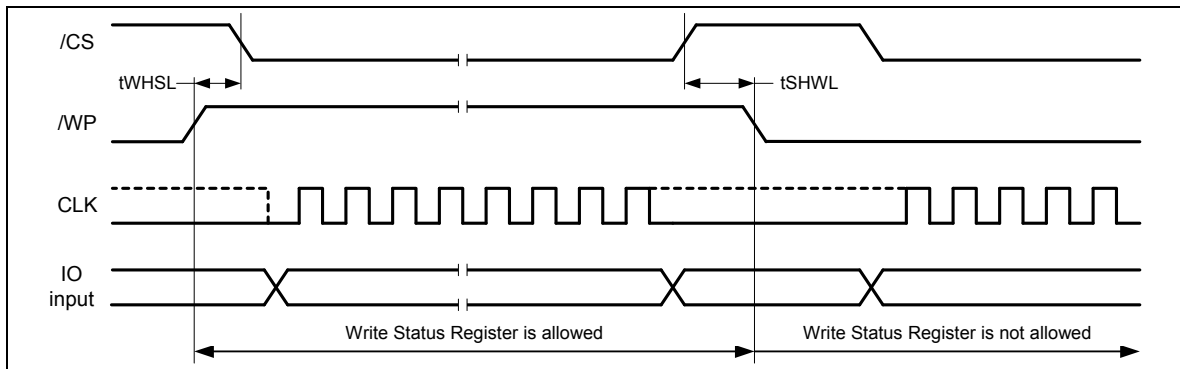 /CS
tWHSL
tSHWL
/WP
CLK
IO
input
Write Status Register is allowed
Write Status Register is not allowed